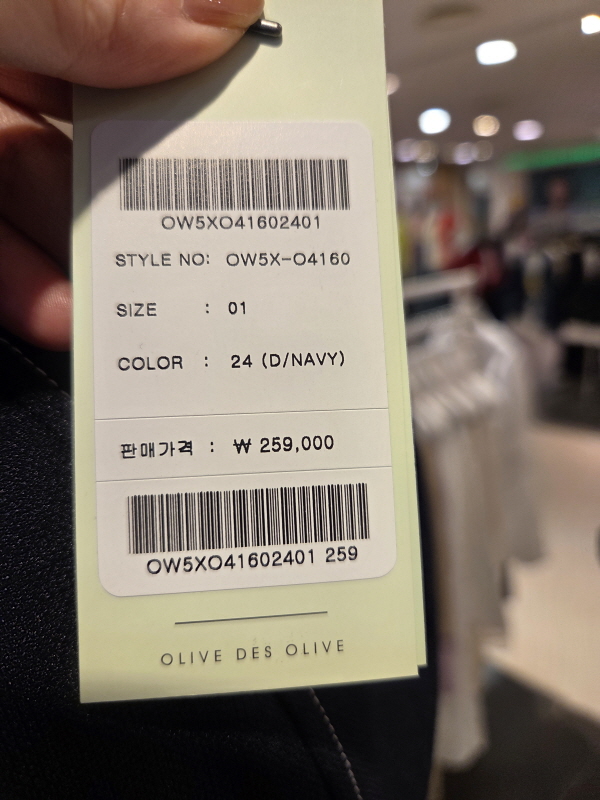 OW5XO41602401
STYLE NO: OW5X-O4160
SIZE : 01
COLOR : 24 (D/NAVY)
판매가격 : ₩ 259,000
OW5XO41602401 259
OLIVE DES OLIVE